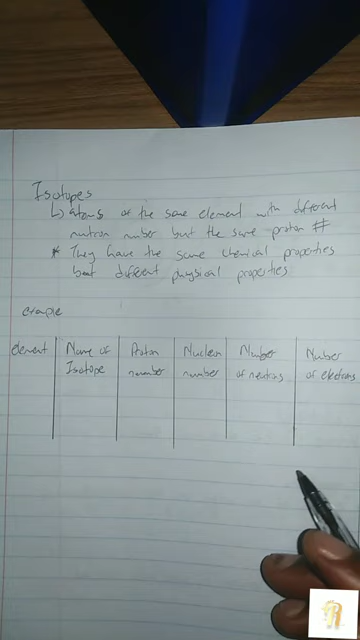 Isotopes
↳ atoms of the same element with different
nutron number but the same proton #
* They have the same chemical properties
but different physical properties
example
element | Name of Isotope | Proton number | Nucleon number | Number of neutrons | Number of electrons